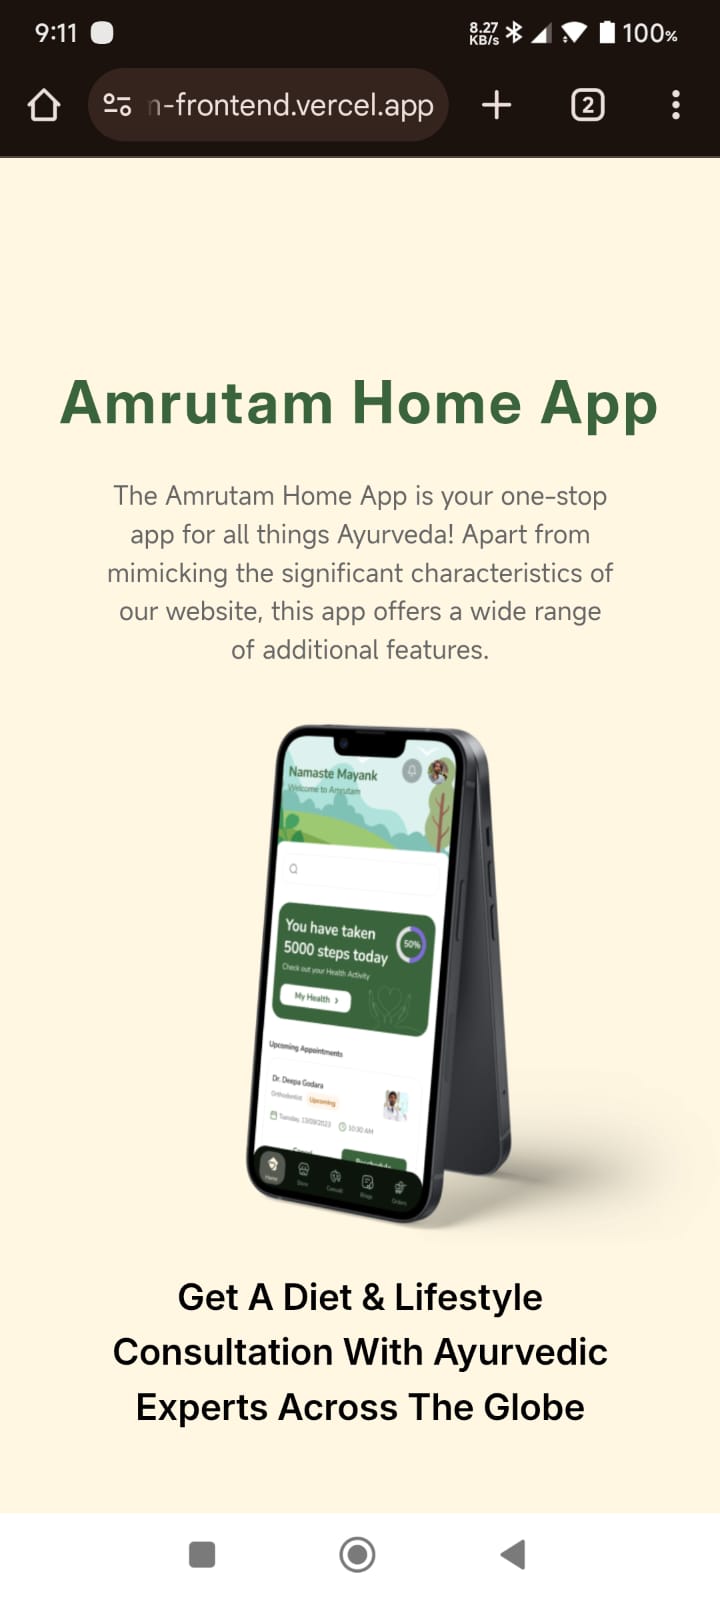 9:11
8.27
KB/s
100%
n-frontend.vercel.app
2
Amrutam Home App
The Amrutam Home App is your one-stop
app for all things Ayurveda! Apart from
mimicking the significant characteristics of
our website, this app offers a wide range
of additional features.
Namaste Mayank
Welcome to Amrutam
You have taken
5000 steps today
50%
Check out your Health Activity
My Health ›
Upcoming Appointments
Dr. Deepa Godara
Orthodontist Upcoming
Tuesday, 13/09/2023 10:30 AM
Cancel Reschedule
Home Store Consult Blogs Orders
Get A Diet & Lifestyle
Consultation With Ayurvedic
Experts Across The Globe